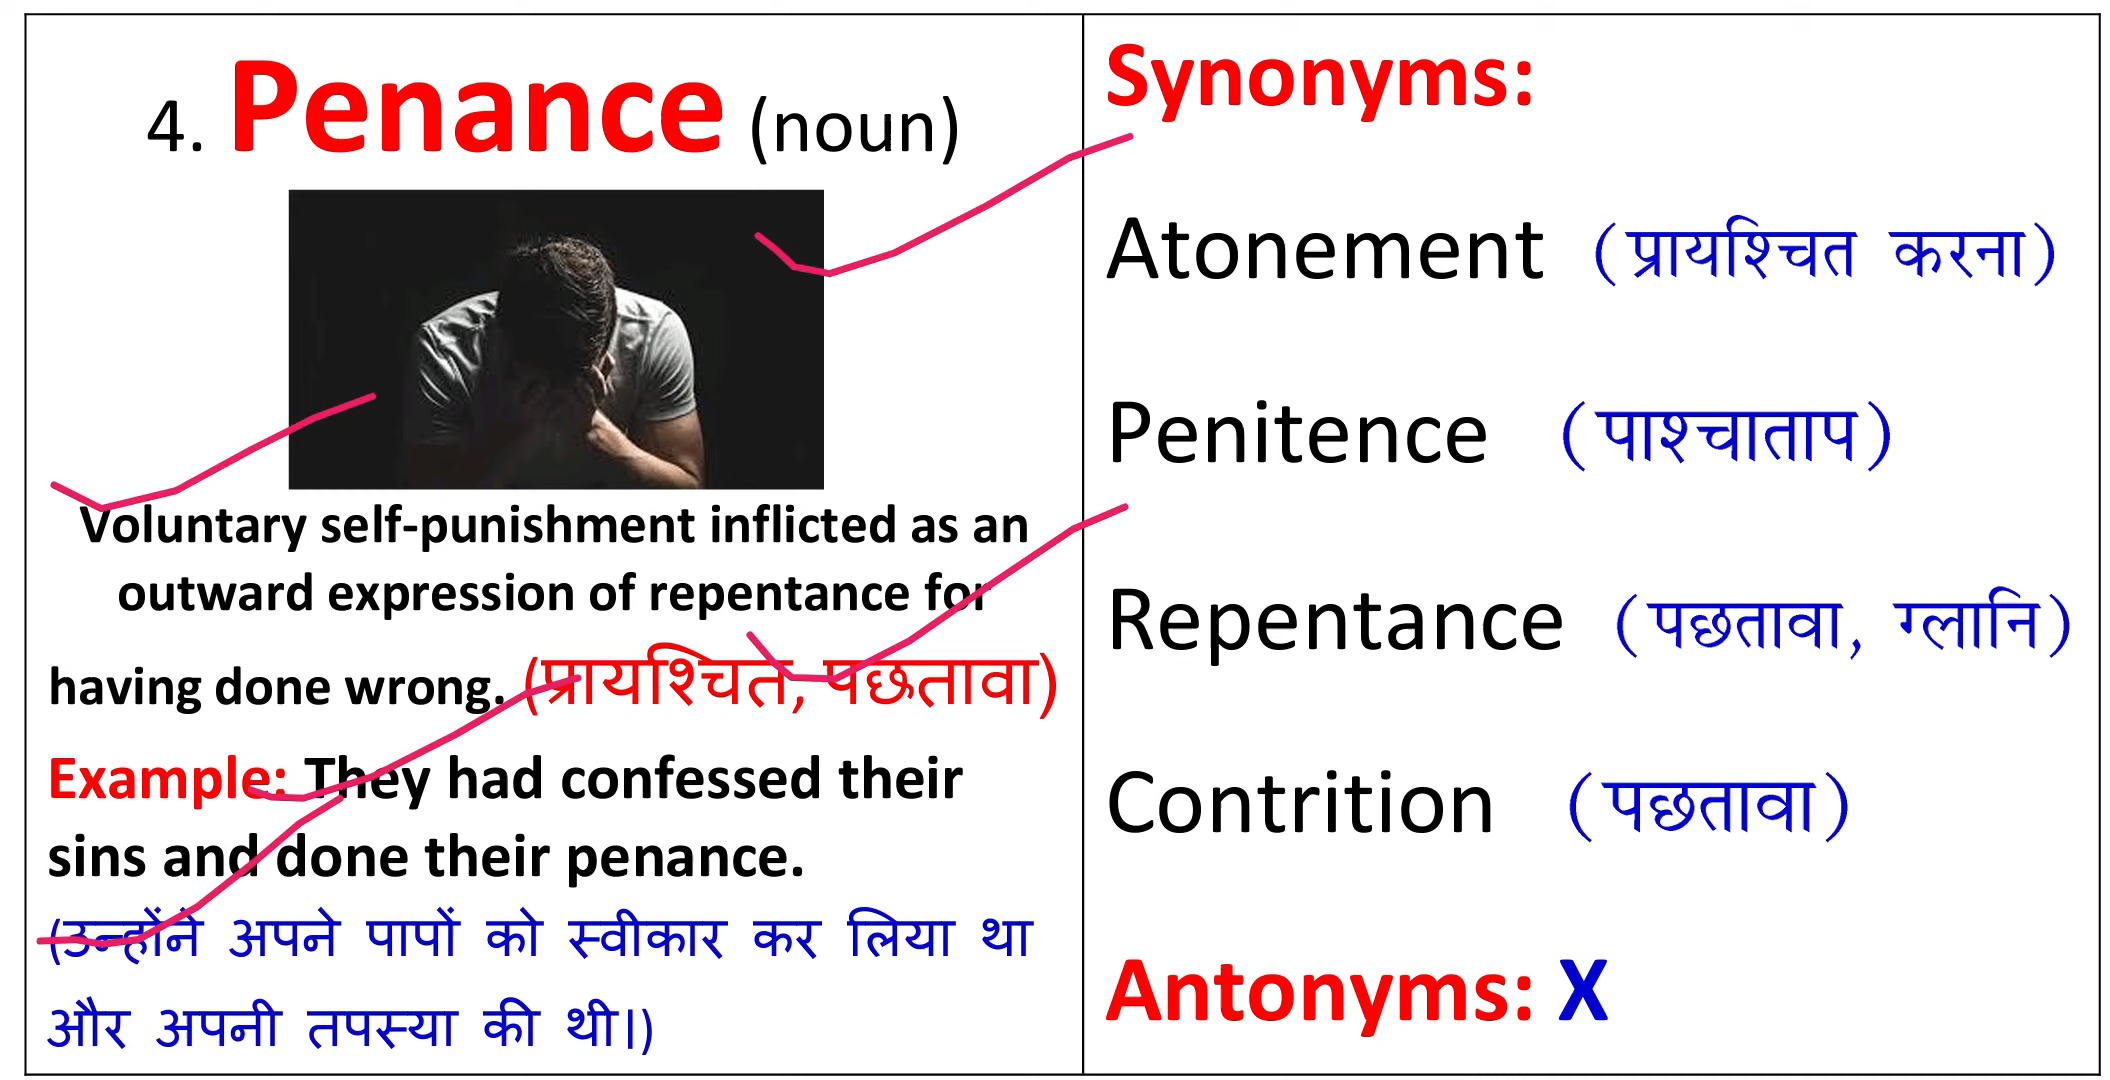 4. Penance (noun)
Voluntary self-punishment inflicted as an
outward expression of repentance for
having done wrong. (प्रायश्चित, पछतावा)
Example: They had confessed their
sins and done their penance.
(उन्होंने अपने पापों को स्वीकार कर लिया था
और अपनी तपस्या की थी।)
Synonyms:
Atonement (प्रायश्चित करना)
Penitence (पाश्चाताप)
Repentance (पछतावा, ग्लानि)
Contrition (पछतावा)
Antonyms: X